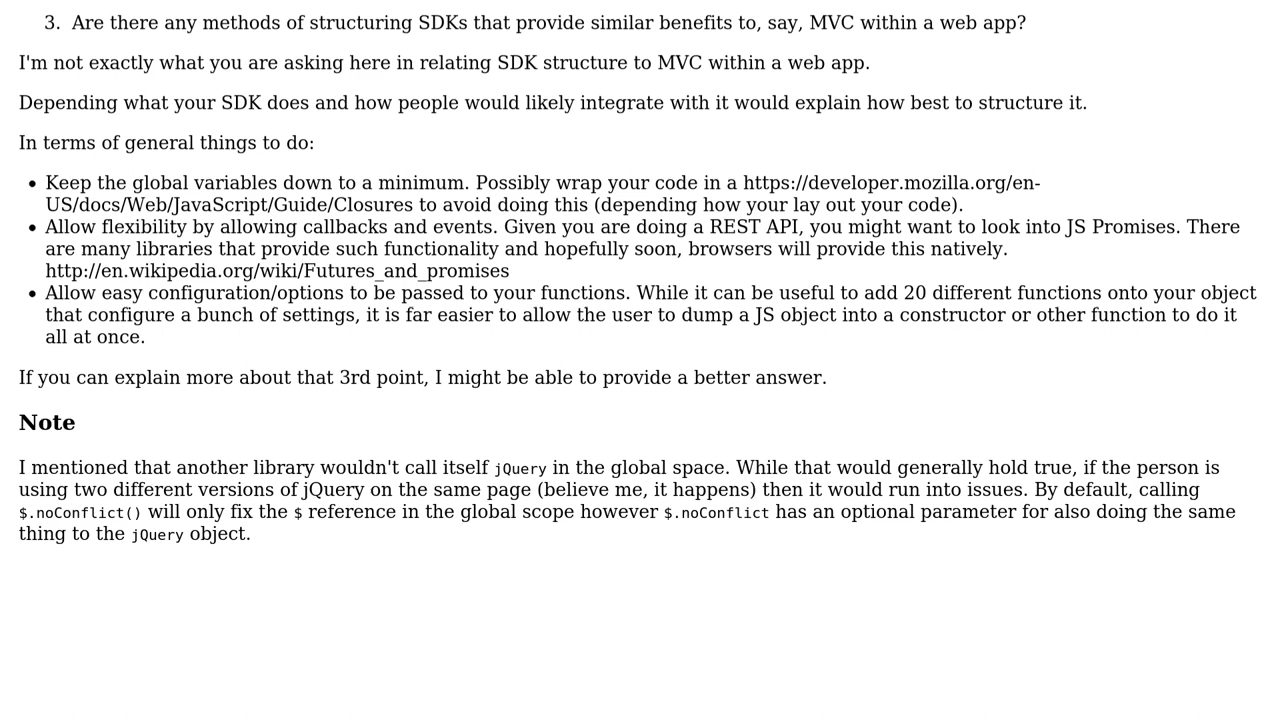 3. Are there any methods of structuring SDKs that provide similar benefits to, say, MVC within a web app?
I'm not exactly what you are asking here in relating SDK structure to MVC within a web app.
Depending what your SDK does and how people would likely integrate with it would explain how best to structure it.
In terms of general things to do:
• Keep the global variables down to a minimum. Possibly wrap your code in a https://developer.mozilla.org/en-
US/docs/Web/JavaScript/Guide/Closures to avoid doing this (depending how your lay out your code).
• Allow flexibility by allowing callbacks and events. Given you are doing a REST API, you might want to look into JS Promises. There
are many libraries that provide such functionality and hopefully soon, browsers will provide this natively.
http://en.wikipedia.org/wiki/Futures_and_promises
• Allow easy configuration/options to be passed to your functions. While it can be useful to add 20 different functions onto your object
that configure a bunch of settings, it is far easier to allow the user to dump a JS object into a constructor or other function to do it
all at once.
If you can explain more about that 3rd point, I might be able to provide a better answer.
Note
I mentioned that another library wouldn't call itself jQuery in the global space. While that would generally hold true, if the person is
using two different versions of jQuery on the same page (believe me, it happens) then it would run into issues. By default, calling
$.noConflict() will only fix the $ reference in the global scope however $.noConflict has an optional parameter for also doing the same
thing to the jQuery object.